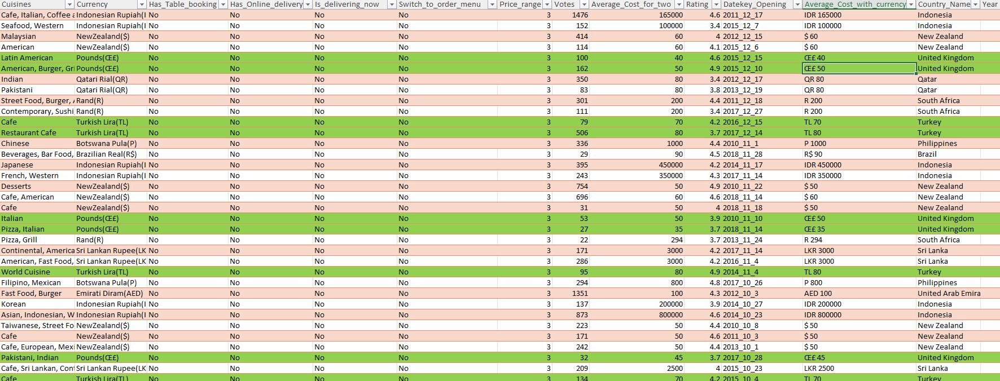 Cuisines Currency Has_Table_booking Has_Online_delivery Is_delivering_now Switch_to_order_menu Price_range Votes Average_Cost_for_two Rating Datekey_Opening Average_Cost_with_currency Country_Name Year
Cafe, Italian, Coffee Indonesian Rupiah(I No No No No 3 1476 165000 4.6 2011_12_17 IDR 165000 Indonesia
Seafood, Western Indonesian Rupiah(I No No No No 3 152 100000 3.4 2015_12_7 IDR 100000 Indonesia
Malaysian NewZealand($) No No No No 3 414 60 4 2012_12_15 $ 60 New Zealand
American NewZealand($) No No No No 3 114 60 4.1 2015_12_6 $ 60 New Zealand
Latin American Pounds(Œ£) No No No No 3 100 40 4.6 2015_12_15 Œ£ 40 United Kingdom
American, Burger, Gr Pounds(Œ£) No No No No 3 162 50 4.9 2015_12_10 Œ£ 50 United Kingdom
Indian Qatari Rial(QR) No No No No 3 350 80 3.4 2012_12_17 QR 80 Qatar
Pakistani Qatari Rial(QR) No No No No 3 83 80 3.8 2013_12_19 QR 80 Qatar
Street Food, Burger, Rand(R) No No No No 3 301 200 4.4 2011_12_18 R 200 South Africa
Contemporary, Sushi Rand(R) No No No No 3 111 200 3.4 2017_12_27 R 200 South Africa
Cafe Turkish Lira(TL) No No No No 3 79 70 4.2 2016_12_15 TL 70 Turkey
Restaurant Cafe Turkish Lira(TL) No No No No 3 506 80 3.7 2017_12_14 TL 80 Turkey
Chinese Botswana Pula(P) No No No No 3 336 1000 4.4 2010_11_1 P 1000 Philippines
Beverages, Bar Food, Brazilian Real(R$) No No No No 3 29 90 4.5 2018_11_28 R$ 90 Brazil
Japanese Indonesian Rupiah(I No No No No 3 395 450000 4.2 2014_11_17 IDR 450000 Indonesia
French, Western Indonesian Rupiah(I No No No No 3 243 350000 4.3 2017_11_14 IDR 350000 Indonesia
Desserts NewZealand($) No No No No 3 754 50 4.9 2010_11_22 $ 50 New Zealand
Cafe, American NewZealand($) No No No No 3 696 60 4.6 2018_11_14 $ 60 New Zealand
Cafe NewZealand($) No No No No 3 31 50 4 2018_11_18 $ 50 New Zealand
Italian Pounds(Œ£) No No No No 3 53 50 3.9 2010_11_10 Œ£ 50 United Kingdom
Pizza, Italian Pounds(Œ£) No No No No 3 27 35 3.7 2018_11_14 Œ£ 35 United Kingdom
Pizza, Grill Rand(R) No No No No 3 22 294 3.7 2013_11_24 R 294 South Africa
Continental, America Sri Lankan Rupee(LK No No No No 3 171 3000 4.2 2017_11_14 LKR 3000 Sri Lanka
American, Fast Food, Sri Lankan Rupee(LK No No No No 3 286 3000 4.2 2016_11_4 LKR 3000 Sri Lanka
World Cuisine Turkish Lira(TL) No No No No 3 95 80 4.9 2014_11_4 TL 80 Turkey
Filipino, Mexican Botswana Pula(P) No No No No 3 294 800 4.8 2017_10_26 P 800 Philippines
Fast Food, Burger Emirati Diram(AED) No No No No 3 1351 100 4.3 2012_10_3 AED 100 United Arab Emira
Korean Indonesian Rupiah(I No No No No 3 137 200000 3.9 2014_10_27 IDR 200000 Indonesia
Asian, Indonesian, W Indonesian Rupiah(I No No No No 3 873 800000 4.6 2014_10_23 IDR 800000 Indonesia
Taiwanese, Street Fo NewZealand($) No No No No 3 223 50 4.4 2010_10_8 $ 50 New Zealand
Cafe NewZealand($) No No No No 3 171 50 4.6 2011_10_3 $ 50 New Zealand
Cafe, European, Mexi NewZealand($) No No No No 3 242 50 4.4 2013_10_1 $ 50 New Zealand
Pakistani, Indian Pounds(Œ£) No No No No 3 32 45 3.7 2017_10_28 Œ£ 45 United Kingdom
Cafe, Sri Lankan, Con Sri Lankan Rupee(LK No No No No 3 209 2500 4 2015_10_23 LKR 2500 Sri Lanka
Cafe Turkish Lira(TL) No No No No 3 134 70 4.2 2015_10_4 TL 70 Turkey